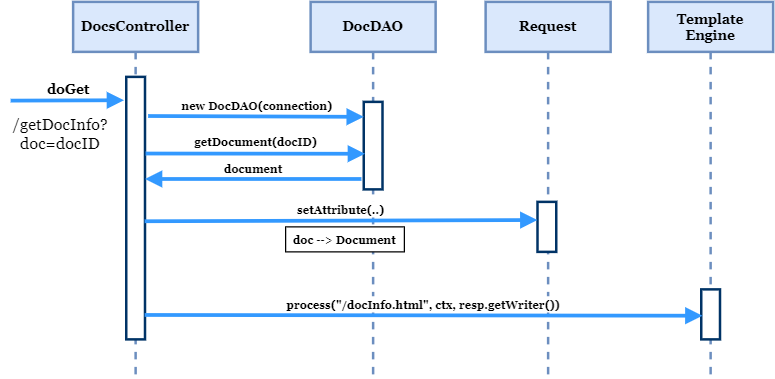 DocsController
DocDAO
Request
Template
Engine
doGet
/getDocInfo?
doc=docID
new DocDAO(connection)
getDocument(docID)
document
setAttribute(..)
doc --> Document
process("/docInfo.html", ctx, resp.getWriter())